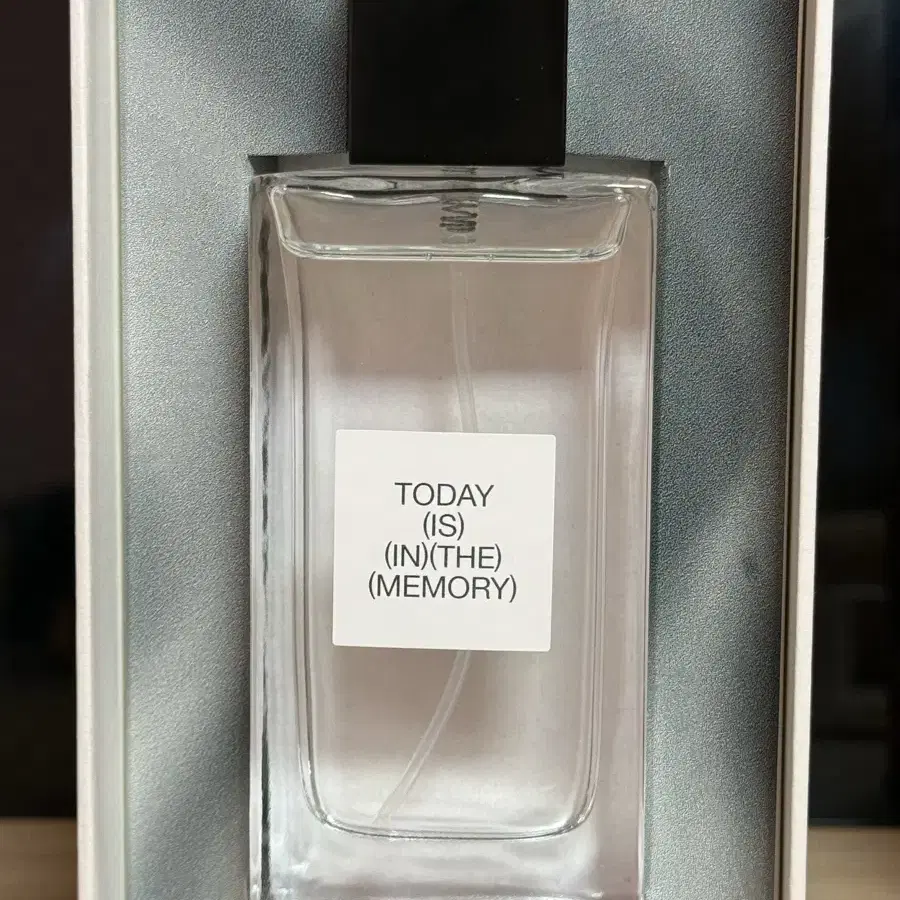 TODAY
(IS)
(IN)(THE)
(MEMORY)